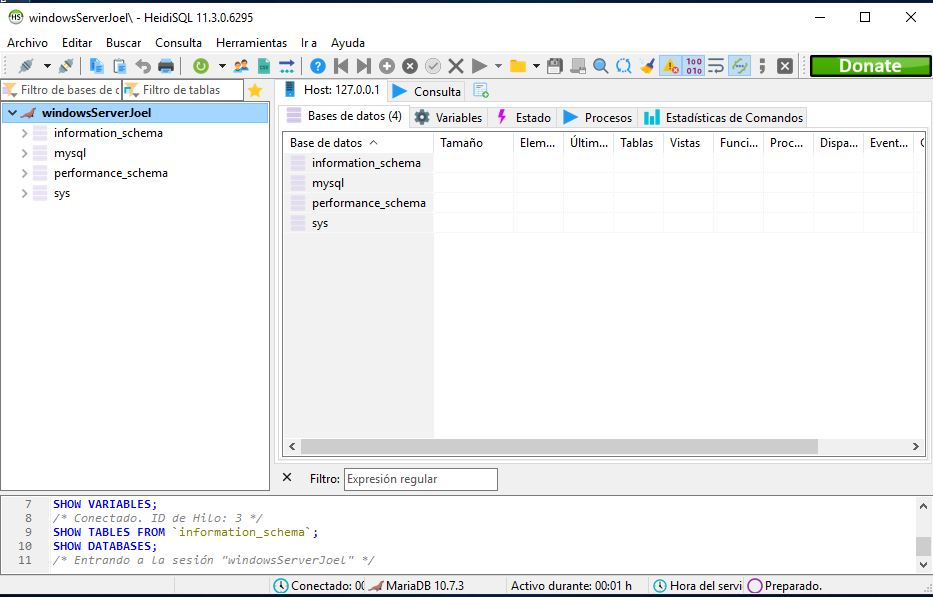 windowsServerJoel\ - HeidiSQL 11.3.0.6295
Archivo Editar Buscar Consulta Herramientas Ir a Ayuda
Donate
Filtro de bases de c Filtro de tablas
Host: 127.0.0.1 Consulta
windowsServerJoel
information_schema
mysql
performance_schema
sys
Bases de datos (4) Variables Estado Procesos Estadísticas de Comandos
Base de datos Tamaño Elem... Últim... Tablas Vistas Funci... Proc... Dispa... Event...
information_schema
mysql
performance_schema
sys
Filtro: Expresión regular
7 SHOW VARIABLES;
8 /* Conectado. ID de Hilo: 3 */
9 SHOW TABLES FROM `information_schema`;
10 SHOW DATABASES;
11 /* Entrando a la sesión "windowsServerJoel" */
Conectado: 00 MariaDB 10.7.3 Activo durante: 00:01 h Hora del servi Preparado.